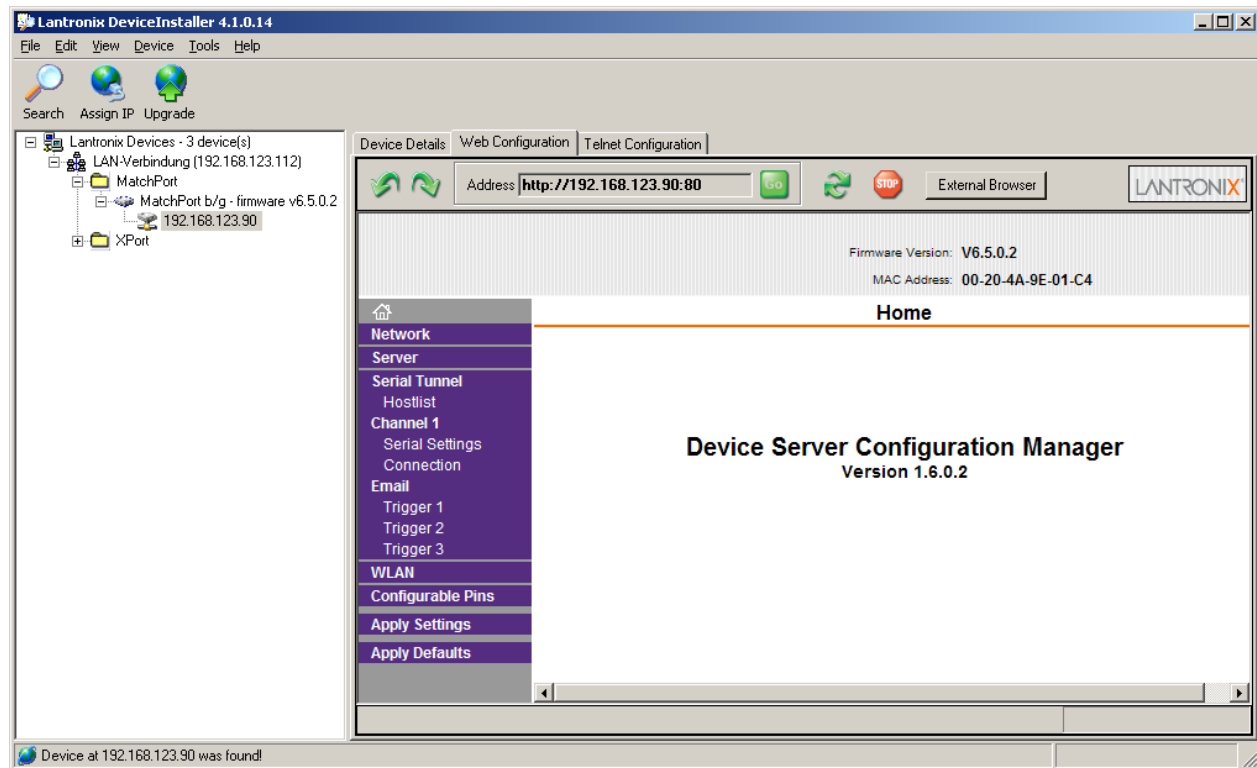 Lantronix DeviceInstaller 4.1.0.14
File Edit View Device Tools Help
Search Assign IP Upgrade
Lantronix Devices - 3 device(s)
LAN-Verbindung (192.168.123.112)
MatchPort
MatchPort b/g - firmware v6.5.0.2
192.168.123.90
XPort
Device Details Web Configuration Telnet Configuration
Address http://192.168.123.90:80 Go STOP External Browser LANTRONIX
Firmware Version: V6.5.0.2
MAC Address: 00-20-4A-9E-01-C4
Network
Server
Serial Tunnel
Hostlist
Channel 1
Serial Settings
Connection
Email
Trigger 1
Trigger 2
Trigger 3
WLAN
Configurable Pins
Apply Settings
Apply Defaults
Home
Device Server Configuration Manager
Version 1.6.0.2
Device at 192.168.123.90 was found!